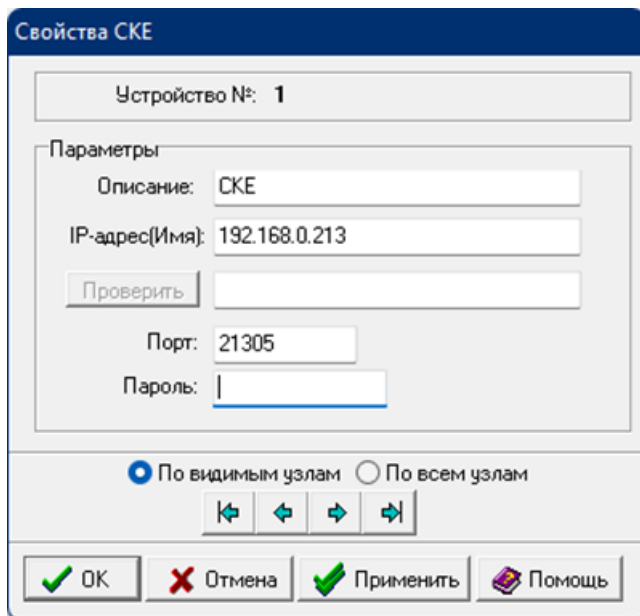 Свойства СКЕ
Устройство №: 1
Параметры
Описание: СКЕ
IP-адрес(Имя): 192.168.0.213
Проверить
Порт: 21305
Пароль:
По видимым узлам По всем узлам
OK Отмена Применить Помощь